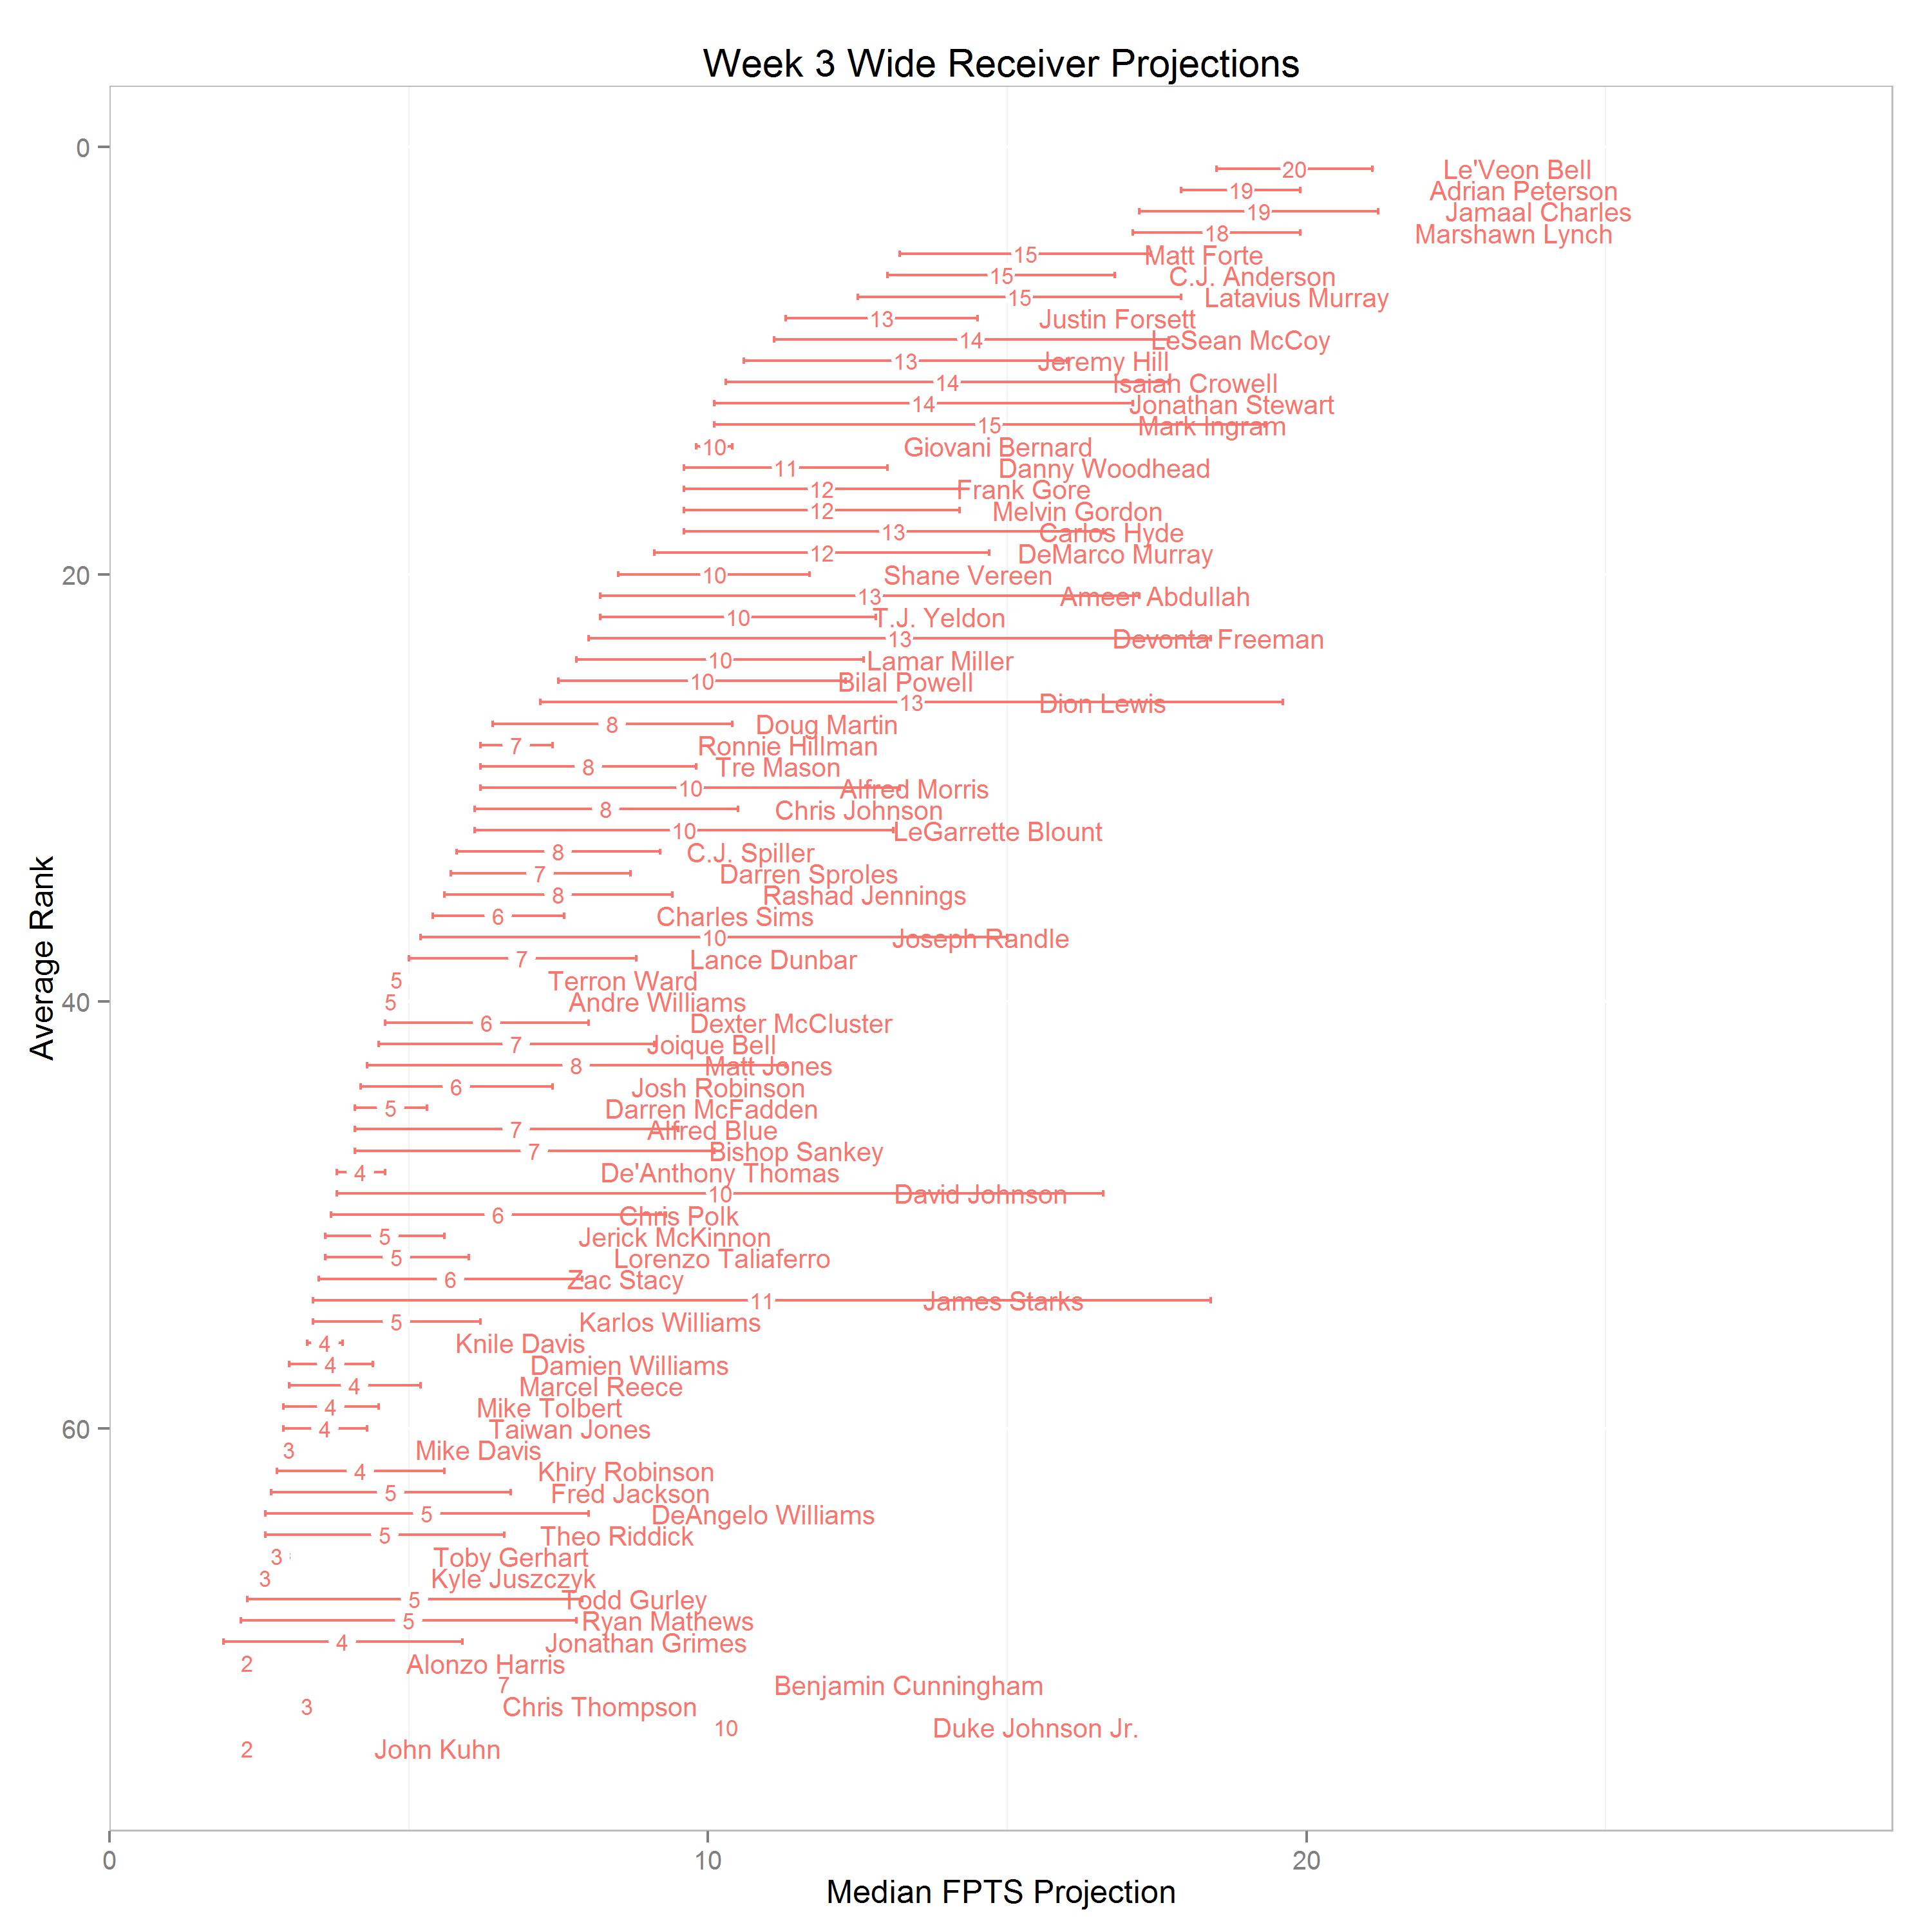 Week 3 Wide Receiver Projections
0
20 Le'Veon Bell
19 Adrian Peterson
19 Jamaal Charles
18 Marshawn Lynch
15 Matt Forte
15 C.J. Anderson
15 Latavius Murray
13 Justin Forsett
14 LeSean McCoy
13 Jeremy Hill
14 Isaiah Crowell
14 Jonathan Stewart
15 Mark Ingram
10 Giovani Bernard
11 Danny Woodhead
12 Frank Gore
12 Melvin Gordon
13 Carlos Hyde
12 DeMarco Murray
20
10 Shane Vereen
13 Ameer Abdullah
10 T.J. Yeldon
13 Devonta Freeman
10 Lamar Miller
10 Bilal Powell
13 Dion Lewis
8 Doug Martin
7 Ronnie Hillman
8 Tre Mason
10 Alfred Morris
8 Chris Johnson
10 LeGarrette Blount
8 C.J. Spiller
7 Darren Sproles
8 Rashad Jennings
6 Charles Sims
10 Joseph Randle
7 Lance Dunbar
5 Terron Ward
Average Rank
40
5 Andre Williams
6 Dexter McCluster
7 Joique Bell
8 Matt Jones
6 Josh Robinson
5 Darren McFadden
7 Alfred Blue
7 Bishop Sankey
4 De'Anthony Thomas
10 David Johnson
6 Chris Polk
5 Jerick McKinnon
5 Lorenzo Taliaferro
6 Zac Stacy
11 James Starks
5 Karlos Williams
4 Knile Davis
4 Damien Williams
4 Marcel Reece
4 Mike Tolbert
60
4 Taiwan Jones
3 Mike Davis
4 Khiry Robinson
5 Fred Jackson
5 DeAngelo Williams
5 Theo Riddick
3 Toby Gerhart
3 Kyle Juszczyk
5 Todd Gurley
5 Ryan Mathews
4 Jonathan Grimes
2 Alonzo Harris
7 Benjamin Cunningham
3 Chris Thompson
10 Duke Johnson Jr.
2 John Kuhn
0 10 20
Median FPTS Projection